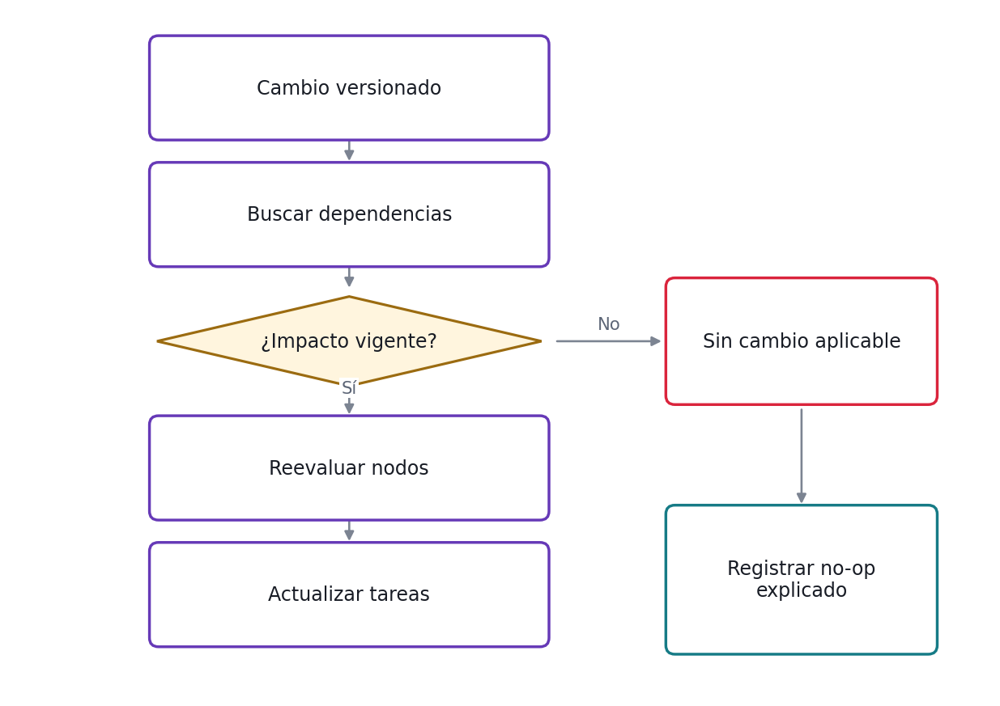 Cambio versionado
Buscar dependencias
¿Impacto vigente?
No
Sin cambio aplicable
Sí
Reevaluar nodos
Actualizar tareas
Registrar no-op
explicado